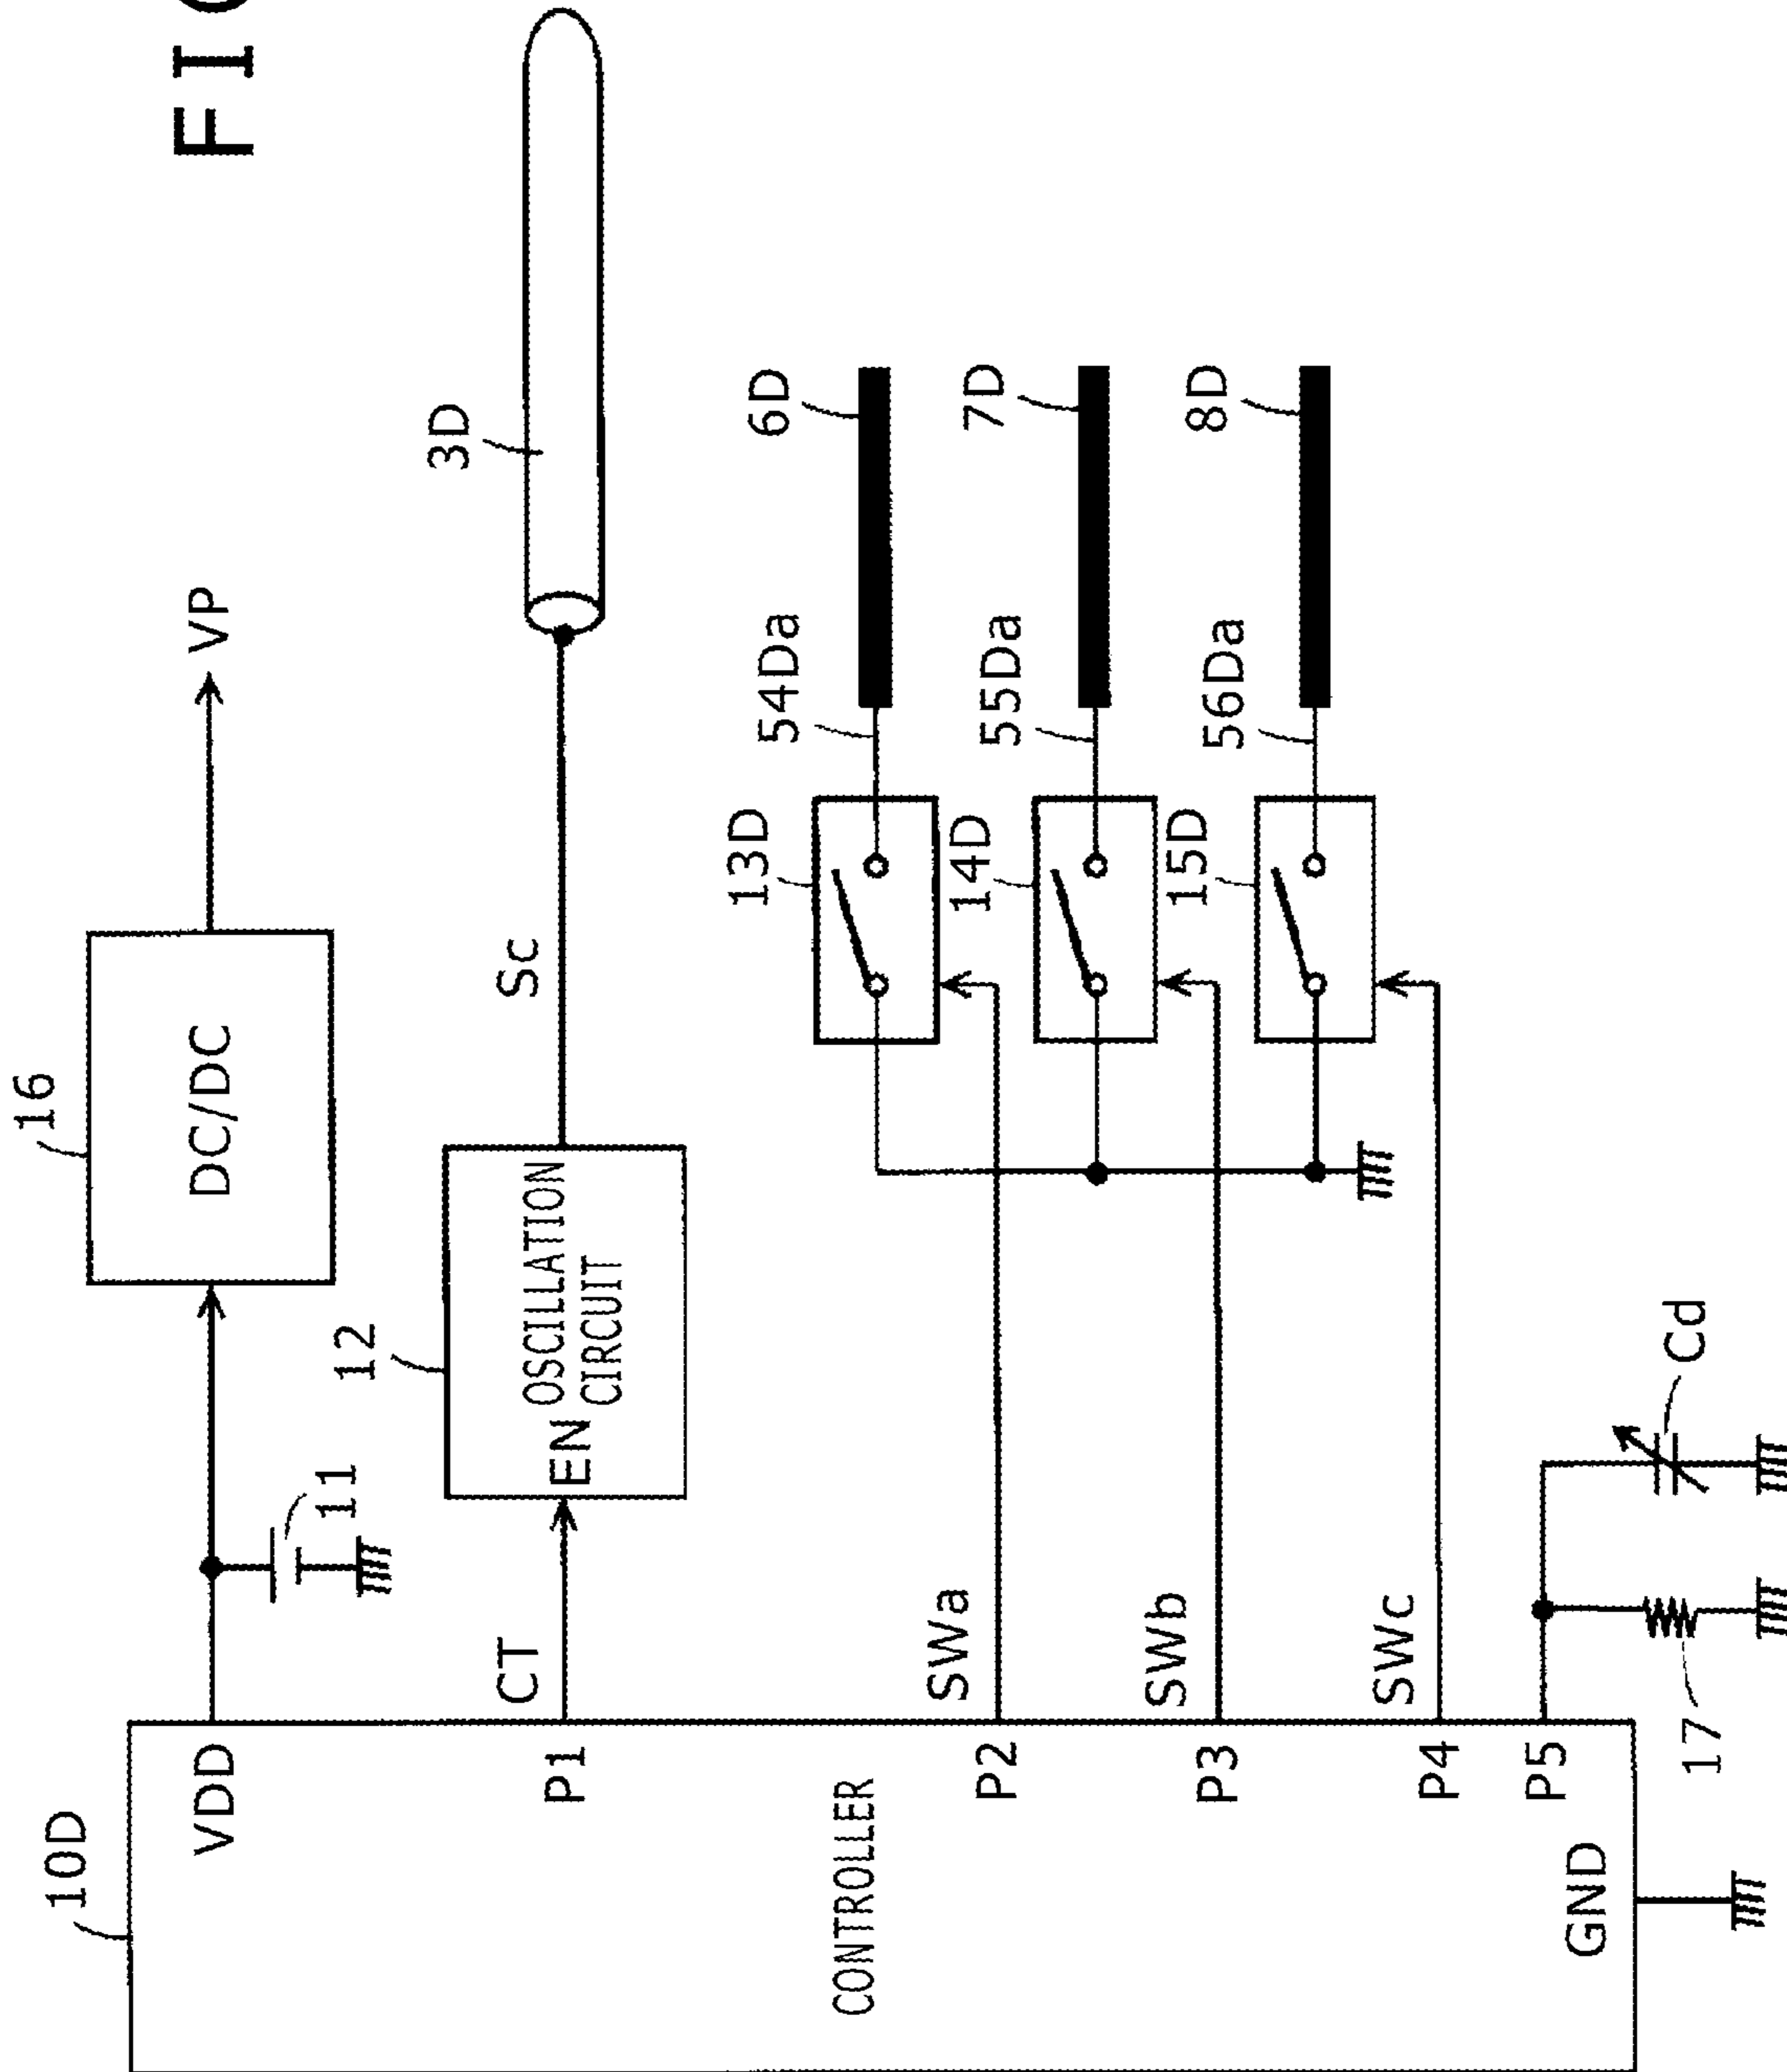 FIG
16
DC/DC
VP
11
12
EN
OSCILLATION
CIRCUIT
Sc
3D
10D
VDD
CT
P1
CONTROLLER
13D
54Da
6D
SWa
P2
14D
55Da
7D
SWb
P3
15D
56Da
8D
SWc
P4
P5
GND
17
Cd